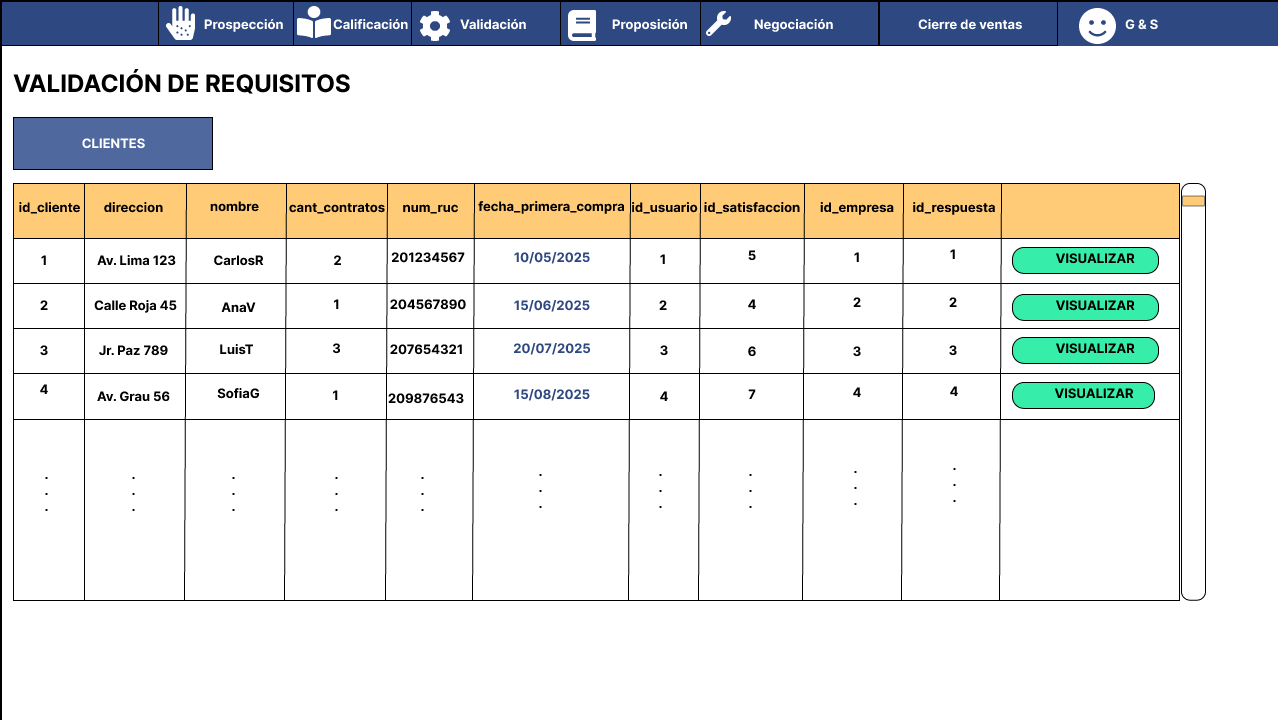 Prospección Calificación Validación Proposición Negociación Cierre de ventas G & S
VALIDACIÓN DE REQUISITOS
CLIENTES
id_cliente direccion nombre cant_contratos num_ruc fecha_primera_compra id_usuario id_satisfaccion id_empresa id_respuesta
1 Av. Lima 123 CarlosR 2 201234567 10/05/2025 1 5 1 1 VISUALIZAR
2 Calle Roja 45 AnaV 1 204567890 15/06/2025 2 4 2 2 VISUALIZAR
3 Jr. Paz 789 LuisT 3 207654321 20/07/2025 3 6 3 3 VISUALIZAR
4 Av. Grau 56 SofiaG 1 209876543 15/08/2025 4 7 4 4 VISUALIZAR
. . . . . . . . . .
. . . . . . . . . .
. . . . . . . . . .